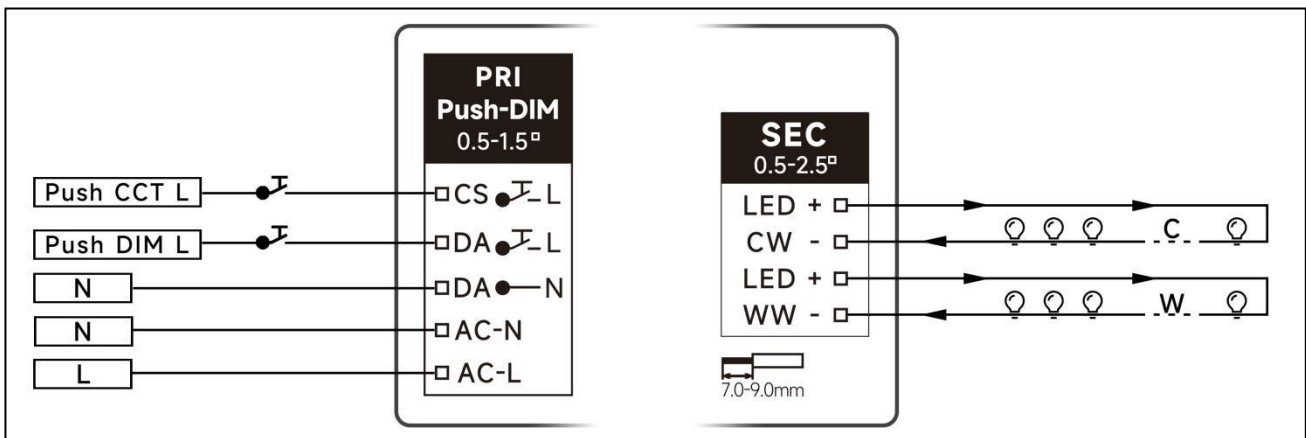 PRI
Push-DIM
0.5-1.5▫
Push CCT L
CS L
Push DIM L
DA L
N
DA N
N
AC-N
L
AC-L
SEC
0.5-2.5▫
LED + 
CW -
C
LED +
WW -
W
7.0-9.0mm